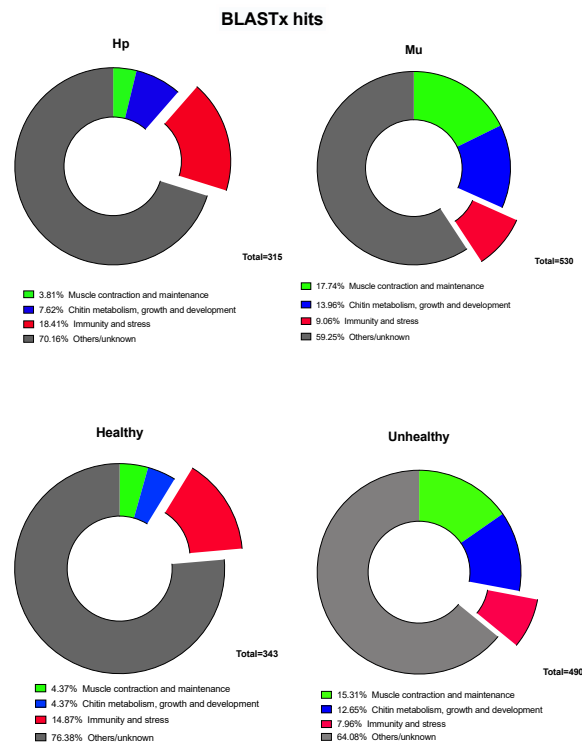 BLASTx hits
Hp
Total=315
3.81% Muscle contraction and maintenance
7.62% Chitin metabolism, growth and development
18.41% Immunity and stress
70.16% Others/unknown
Mu
Total=530
17.74% Muscle contraction and maintenance
13.96% Chitin metabolism, growth and development
9.06% Immunity and stress
59.25% Others/unknown
Healthy
Total=343
4.37% Muscle contraction and maintenance
4.37% Chitin metabolism, growth and development
14.87% Immunity and stress
76.38% Others/unknown
Unhealthy
Total=490
15.31% Muscle contraction and maintenance
12.65% Chitin metabolism, growth and development
7.96% Immunity and stress
64.08% Others/unknown